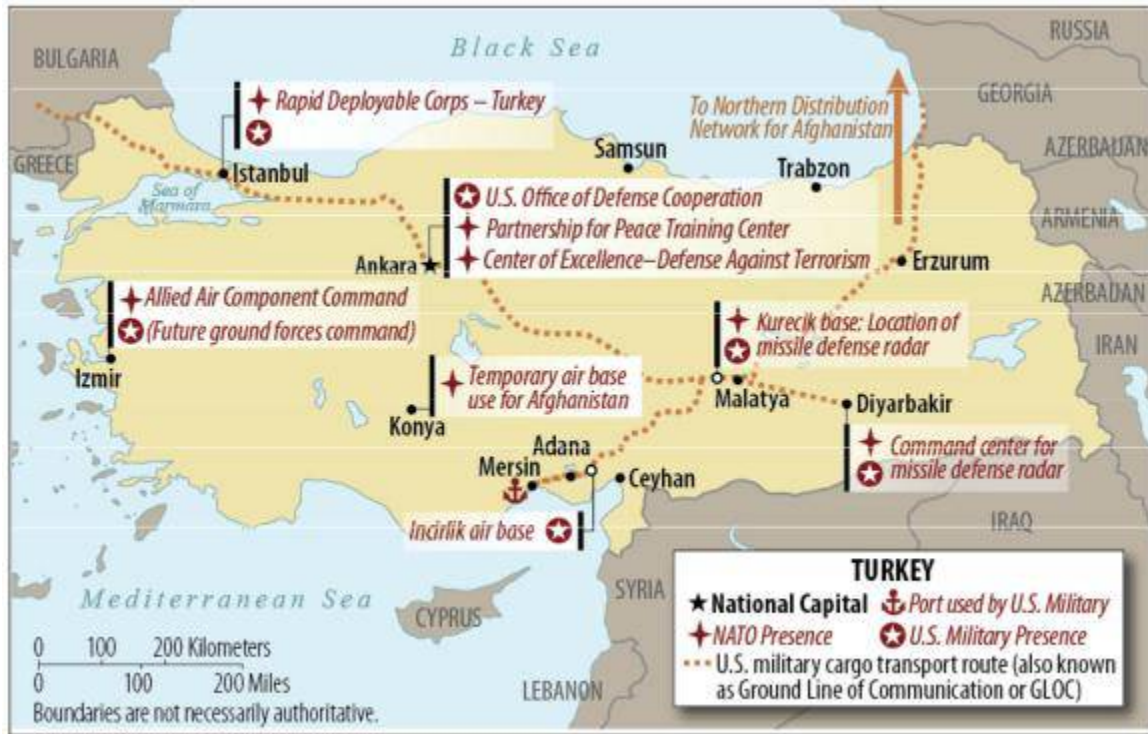 RUSSIA
Black Sea
BULGARIA
GEORGIA
Rapid Deployable Corps – Turkey
To Northern Distribution
Network for Afghanistan
AZERBAIJAN
GREECE
Istanbul
Samsun
Trabzon
Sea of
Marmara
U.S. Office of Defense Cooperation
Partnership for Peace Training Center
Center of Excellence–Defense Against Terrorism
ARMENIA
Ankara
Erzurum
AZERBAIJAN
Allied Air Component Command
(Future ground forces command)
Kurecik base: Location of
missile defense radar
IRAN
Izmir
Temporary air base
use for Afghanistan
Malatya
Diyarbakir
Konya
Adana
Mersin
Ceyhan
Command center for
missile defense radar
Incirlik air base
IRAQ
Mediterranean Sea
CYPRUS
SYRIA
LEBANON
TURKEY
National Capital
Port used by U.S. Military
NATO Presence
U.S. Military Presence
U.S. military cargo transport route (also known
as Ground Line of Communication or GLOC)
0 100 200 Kilometers
0 100 200 Miles
Boundaries are not necessarily authoritative.